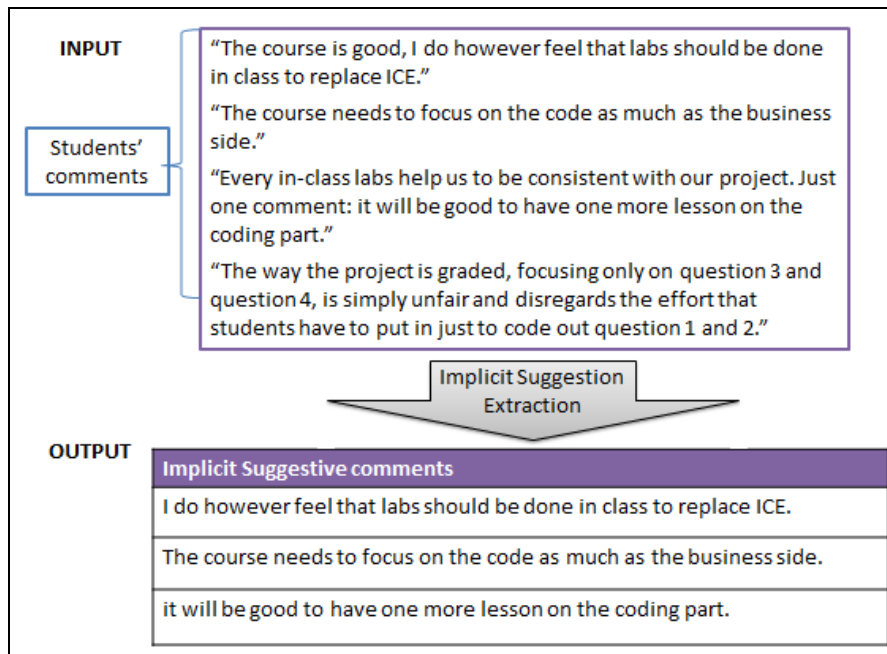 INPUT
“The course is good, I do however feel that labs should be done
in class to replace ICE.”
“The course needs to focus on the code as much as the business
side.”
Students’
comments
“Every in-class labs help us to be consistent with our project. Just
one comment: it will be good to have one more lesson on the
coding part.”
“The way the project is graded, focusing only on question 3 and
question 4, is simply unfair and disregards the effort that
students have to put in just to code out question 1 and 2.”
Implicit Suggestion
Extraction
OUTPUT
Implicit Suggestive comments
I do however feel that labs should be done in class to replace ICE.
The course needs to focus on the code as much as the business side.
it will be good to have one more lesson on the coding part.